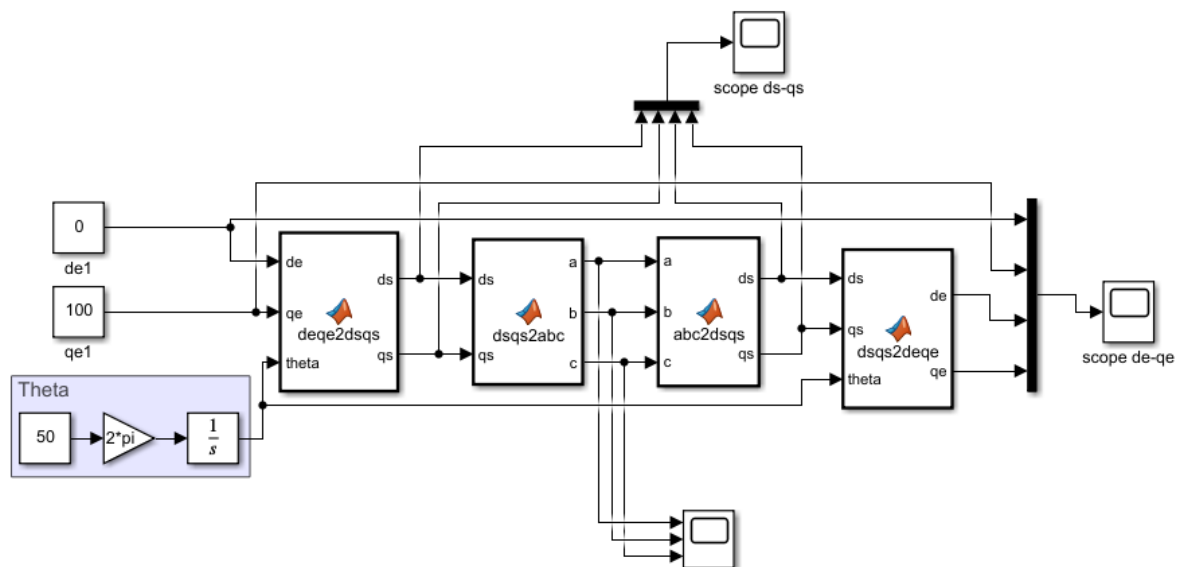 scope ds-qs
0
de1
100
qe1
de
qe
theta
ds
qs
deqe2dsqs
ds
qs
a
b
c
dsqs2abc
a
b
c
ds
qs
abc2dsqs
ds
qs
theta
de
qe
dsqs2deqe
scope de-qe
Theta
50
2*pi
1
s